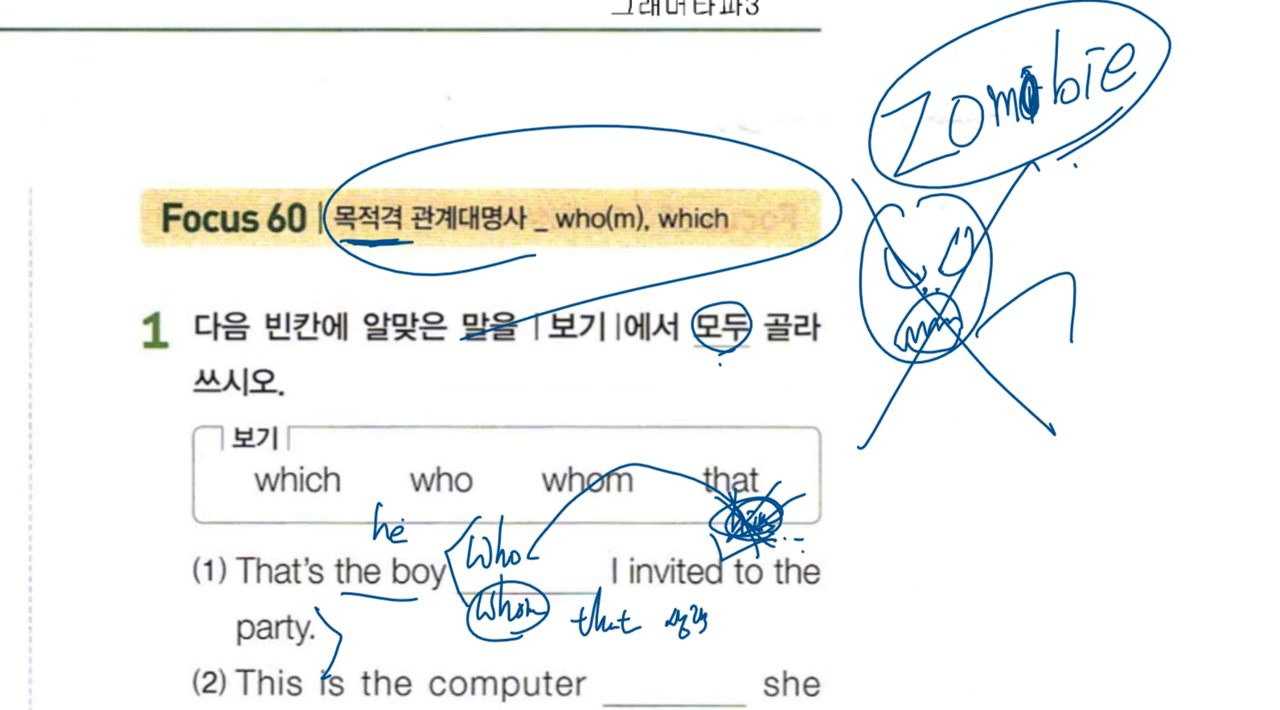 그래머타파3
Zombie
Focus 60 | 목적격 관계대명사 _ who(m), which
1 다음 빈칸에 알맞은 말을 |보기|에서 모두 골라
쓰시오.
보기
which who whom that
he
who
(1) That's the boy ________ I invited to the
whom that
party.
(2) This is the computer ________ she